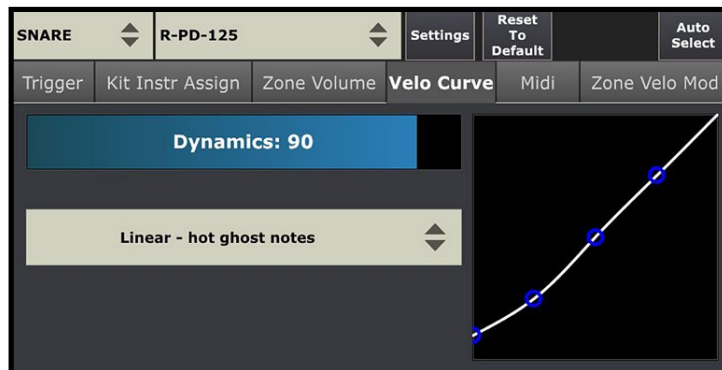 SNARE
R-PD-125
Settings
Reset
To
Default
Auto
Select
Trigger
Kit Instr Assign
Zone Volume
Velo Curve
Midi
Zone Velo Mod
Dynamics: 90
Linear - hot ghost notes